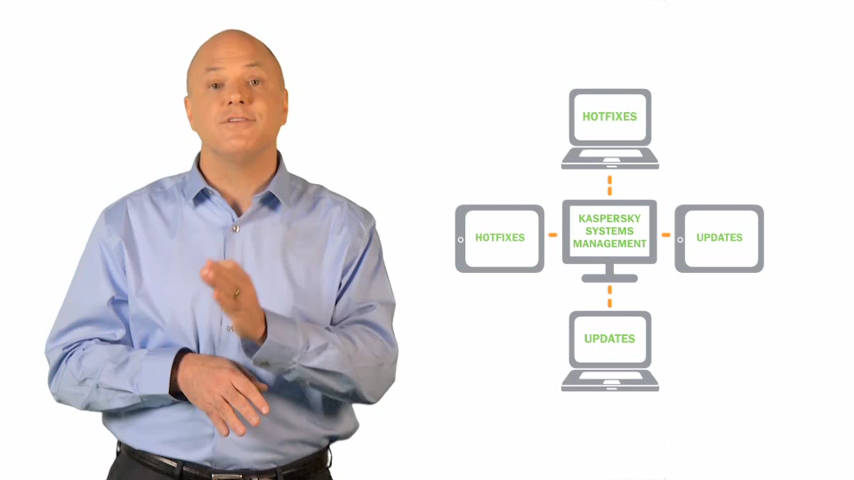 HOTFIXES
HOTFIXES
KASPERSKY
SYSTEMS
MANAGEMENT
UPDATES
UPDATES